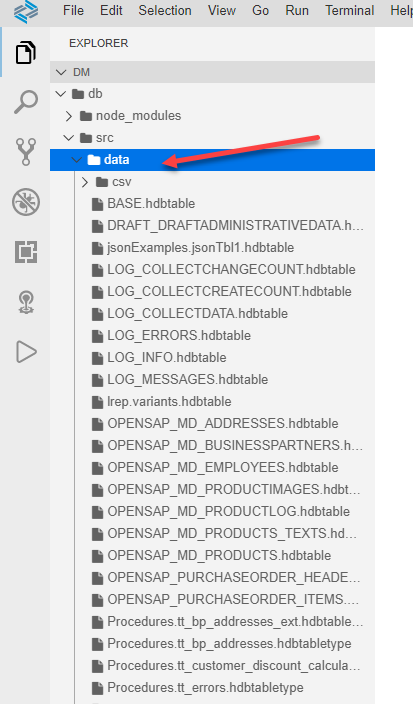 File Edit Selection View Go Run Terminal Help
EXPLORER
DM
db
node_modules
src
data
csv
BASE.hdbtable
DRAFT_DRAFTADMINISTRATIVEDATA.h...
jsonExamples.jsonTbl1.hdbtable
LOG_COLLECTCHANGECOUNT.hdbtable
LOG_COLLECTCREATECOUNT.hdbtable
LOG_COLLECTDATA.hdbtable
LOG_ERRORS.hdbtable
LOG_INFO.hdbtable
LOG_MESSAGES.hdbtable
lrep.variants.hdbtable
OPENSAP_MD_ADDRESSES.hdbtable
OPENSAP_MD_BUSINESSPARTNERS.h...
OPENSAP_MD_EMPLOYEES.hdbtable
OPENSAP_MD_PRODUCTIMAGES.hdbt...
OPENSAP_MD_PRODUCTLOG.hdbtable
OPENSAP_MD_PRODUCTS_TEXTS.hd...
OPENSAP_MD_PRODUCTS.hdbtable
OPENSAP_PURCHASEORDER_HEADE...
OPENSAP_PURCHASEORDER_ITEMS....
Procedures.tt_bp_addresses_ext.hdbtable...
Procedures.tt_bp_addresses.hdbtabletype
Procedures.tt_customer_discount_calcula...
Procedures.tt_errors.hdbtabletype